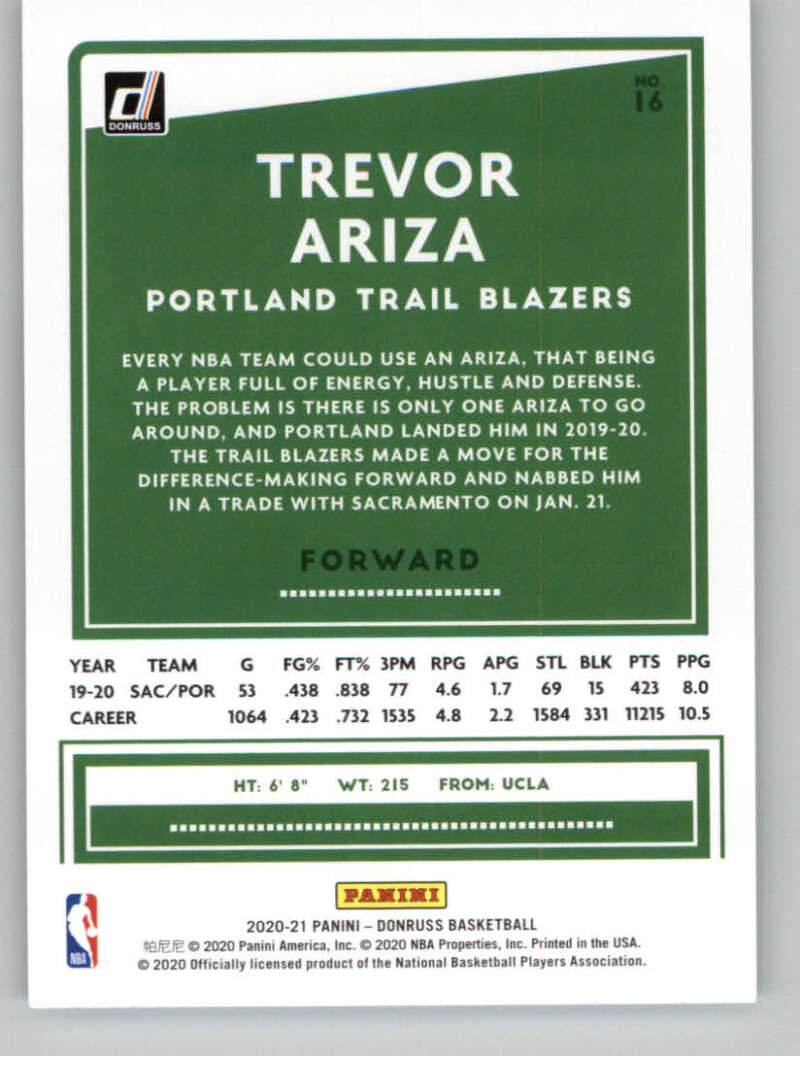 DONRUSS
NO.
16
TREVOR
ARIZA
PORTLAND TRAIL BLAZERS
EVERY NBA TEAM COULD USE AN ARIZA, THAT BEING
A PLAYER FULL OF ENERGY, HUSTLE AND DEFENSE.
THE PROBLEM IS THERE IS ONLY ONE ARIZA TO GO
AROUND, AND PORTLAND LANDED HIM IN 2019-20.
THE TRAIL BLAZERS MADE A MOVE FOR THE
DIFFERENCE-MAKING FORWARD AND NABBED HIM
IN A TRADE WITH SACRAMENTO ON JAN. 21.
FORWARD
YEAR TEAM G FG% FT% 3PM RPG APG STL BLK PTS PPG
19-20 SAC/POR 53 .438 .838 77 4.6 1.7 69 15 423 8.0
CAREER 1064 .423 .732 1535 4.8 2.2 1584 331 11215 10.5
HT: 6' 8" WT: 215 FROM: UCLA
PANINI
2020-21 PANINI – DONRUSS BASKETBALL
帕尼尼 © 2020 Panini America, Inc. © 2020 NBA Properties, Inc. Printed in the USA.
© 2020 Officially licensed product of the National Basketball Players Association.
NBA